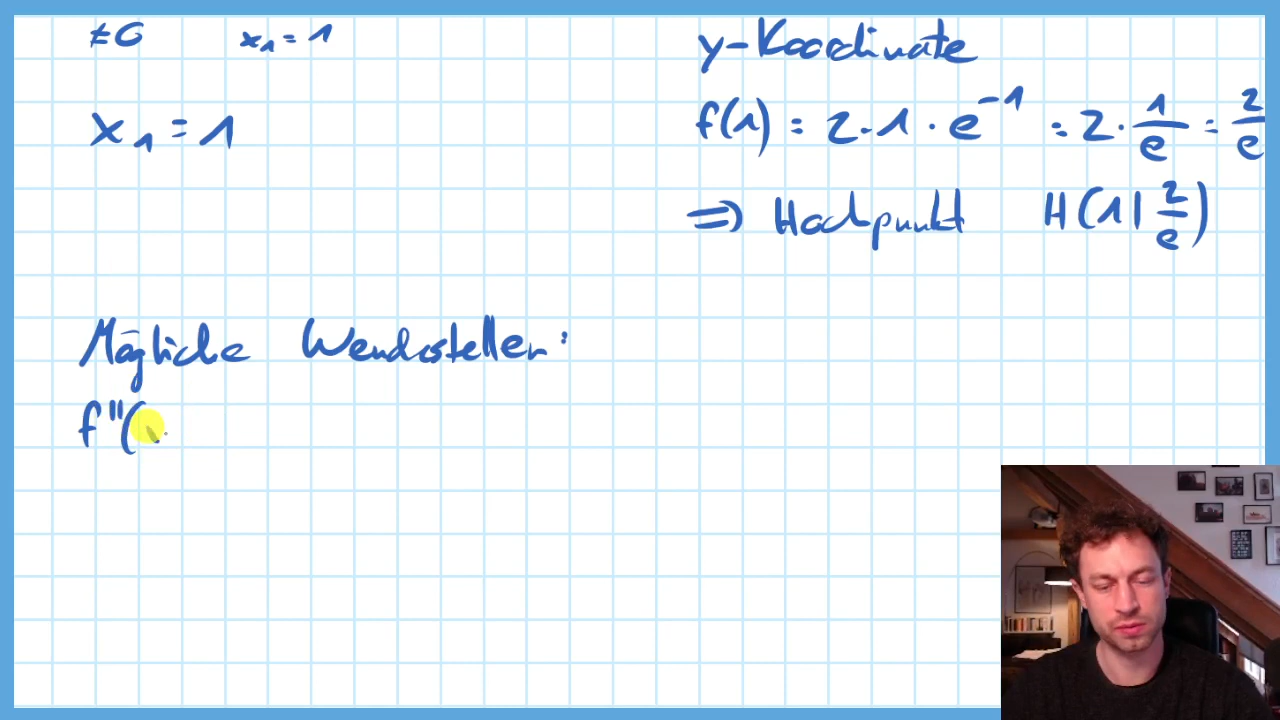 ≠0 x₁ = 1
x₁ = 1
y-Koordinate
f(1) = 2·1·e⁻¹ = 2·1/e = 2/e
⇒ Hochpunkt H(1|2/e)
Mögliche Wendestellen:
f"(